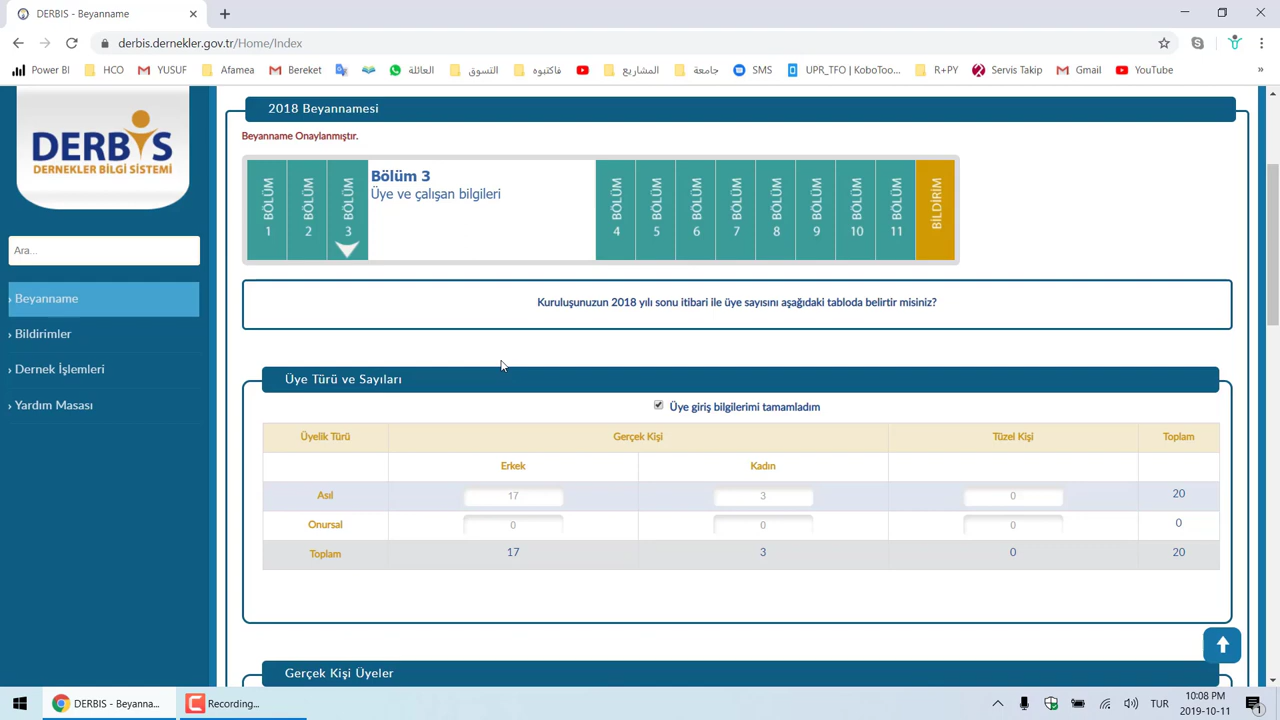 DERBIS - Beyanname
derbis.dernekler.gov.tr/Home/Index
Power BI
HCO
YUSUF
Afamea
Bereket
العائلة
التسوق
فاكتيوه
المشاريع
جامعة
SMS
UPR_TFO | KoboToo...
R+PY
Servis Takip
Gmail
YouTube
»
DERBİS
DERNEKLER BİLGİ SİSTEMİ
Ara...
› Beyanname
› Bildirimler
› Dernek İşlemleri
› Yardım Masası
2018 Beyannamesi
Beyanname Onaylanmıştır.
BÖLÜM 1
BÖLÜM 2
BÖLÜM 3
Bölüm 3
Üye ve çalışan bilgileri
BÖLÜM 4
BÖLÜM 5
BÖLÜM 6
BÖLÜM 7
BÖLÜM 8
BÖLÜM 9
BÖLÜM 10
BÖLÜM 11
BİLDİRİM
Kuruluşunuzun 2018 yılı sonu itibari ile üye sayısını aşağıdaki tabloda belirtir misiniz?
Üye Türü ve Sayıları
Üye giriş bilgilerimi tamamladım
Üyelik Türü Gerçek Kişi Tüzel Kişi Toplam
Erkek Kadın
Asıl 17 3 0 20
Onursal 0 0 0 0
Toplam 17 3 0 20
Gerçek Kişi Üyeler
DERBIS - Beyanna...
Recording...
TUR
10:08 PM
2019-10-11
1